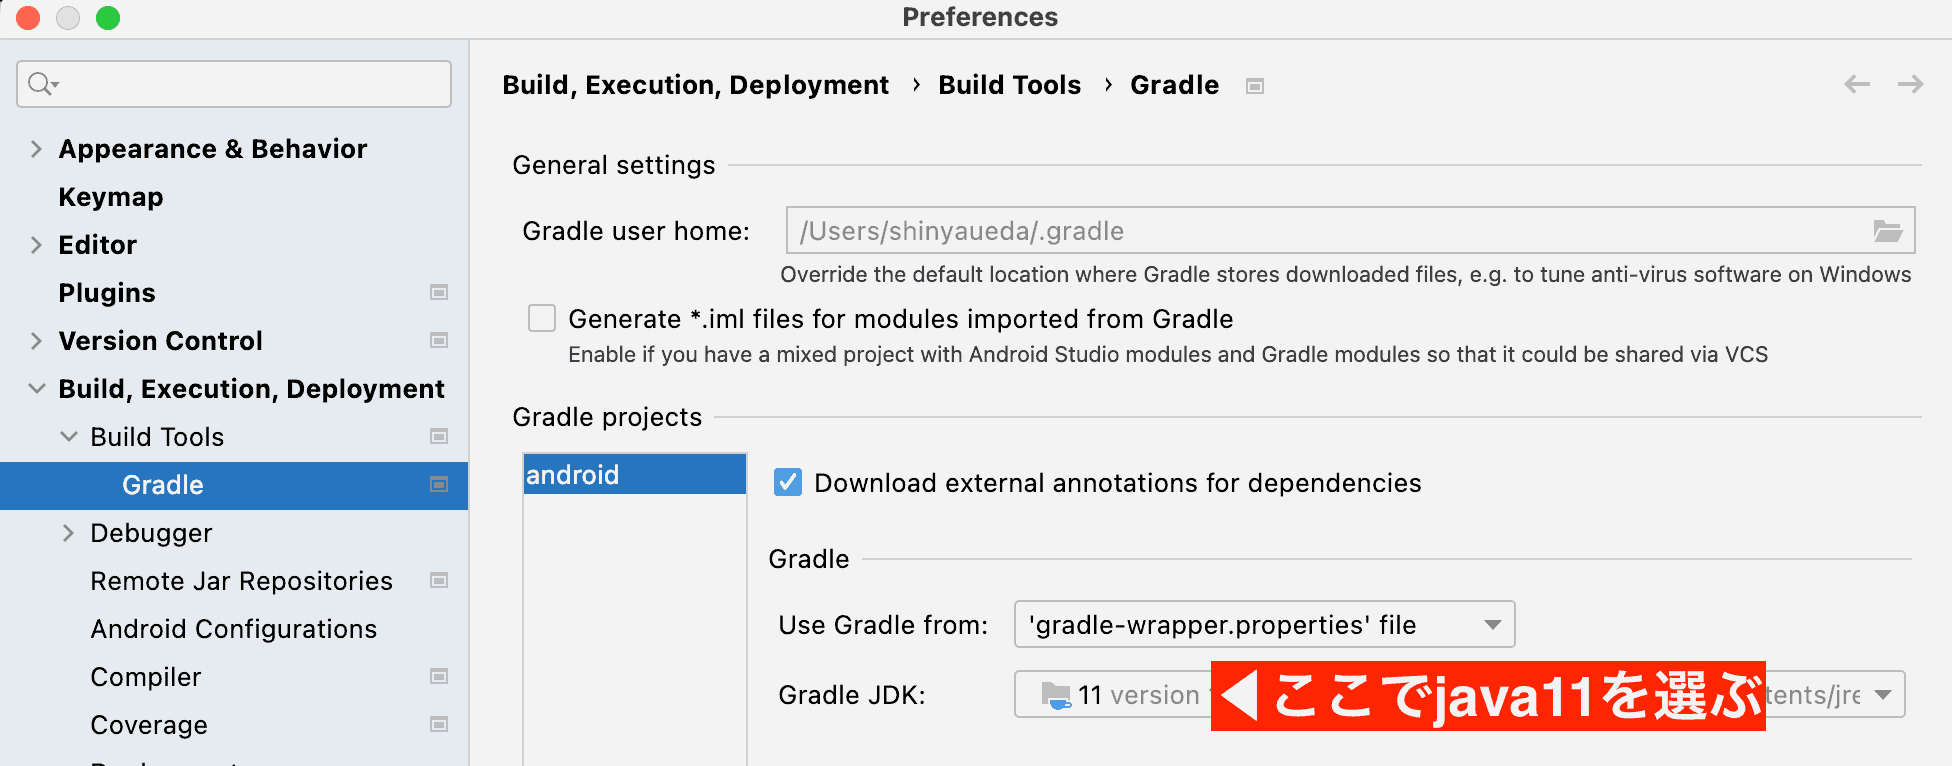 Preferences
Build, Execution, Deployment › Build Tools › Gradle
Appearance & Behavior
Keymap
Editor
Plugins
Version Control
Build, Execution, Deployment
Build Tools
Gradle
Debugger
Remote Jar Repositories
Android Configurations
Compiler
Coverage
General settings
Gradle user home: /Users/shinyaueda/.gradle
Override the default location where Gradle stores downloaded files, e.g. to tune anti-virus software on Windows
Generate *.iml files for modules imported from Gradle
Enable if you have a mixed project with Android Studio modules and Gradle modules so that it could be shared via VCS
Gradle projects
android
Download external annotations for dependencies
Gradle
Use Gradle from: 'gradle-wrapper.properties' file
Gradle JDK: 11 version ◀ここでjava11を選ぶ tents/jre